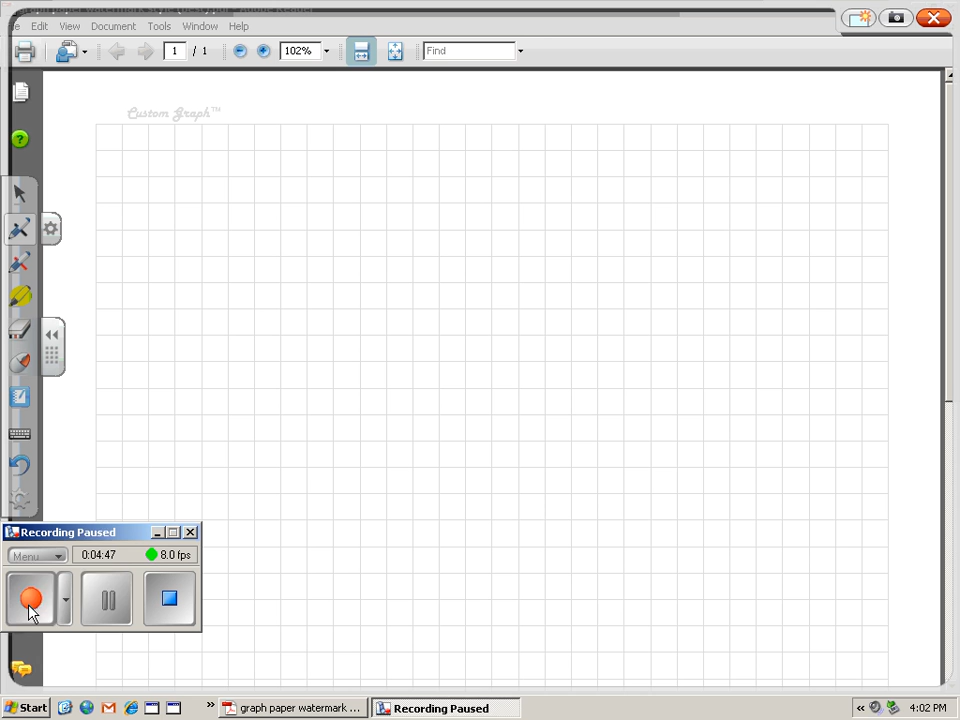 Edit View Document Tools Window Help
1 / 1 102% Find
Custom Graph™
?
Recording Paused
Menu 0:04:47 8.0 fps
Start » graph paper watermark ... Recording Paused « 4:02 PM